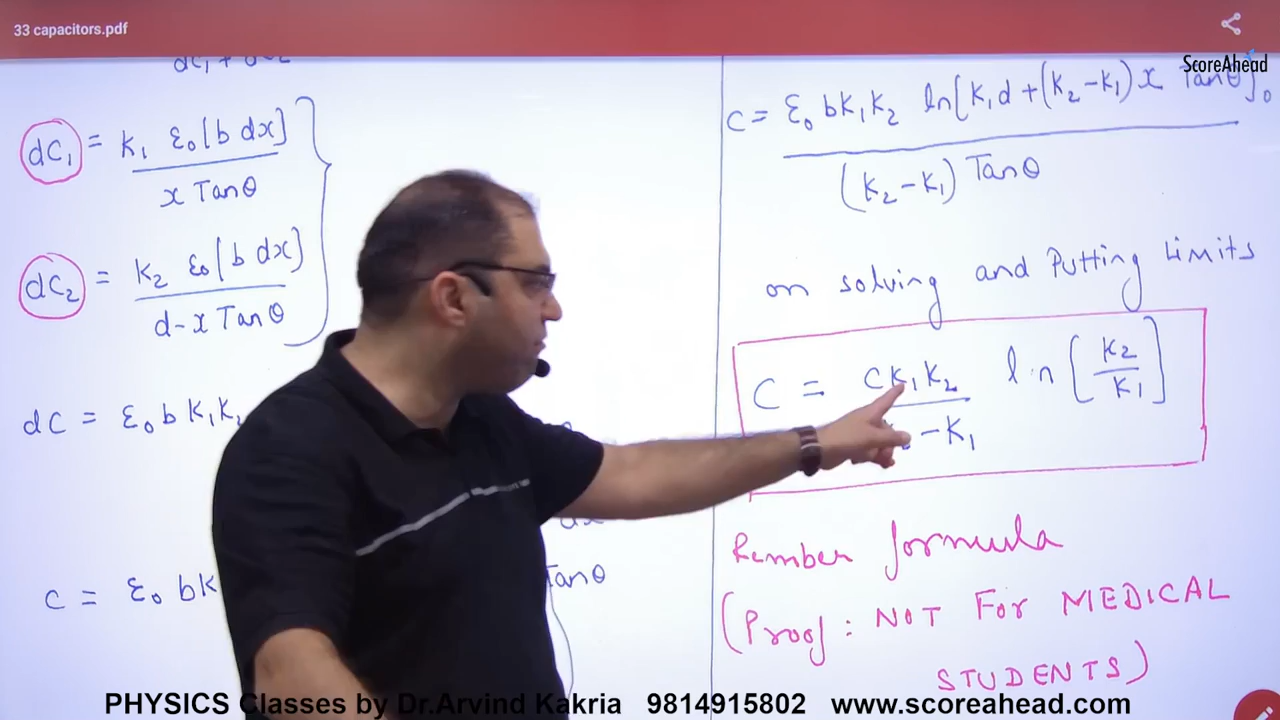 33 capacitors.pdf
ScoreAhead
dC₁ = K₁ ε₀[b dx] / x Tanθ
dC₂ = K₂ ε₀[b dx] / d-x Tanθ
dC = ε₀ b K₁K₂
dx
C = ε₀ bK
Tanθ
C = ε₀ bK₁K₂ ln[K₁d+(K₂-K₁)x Tanθ]₀ / (K₂-K₁) Tanθ
on solving and Putting Limits
C = CK₁K₂ / K₂-K₁ ln[K₂/K₁]
Rember formula
(Proof: NOT FOR MEDICAL
STUDENTS)
PHYSICS Classes by Dr.Arvind Kakria 9814915802 www.scoreahead.com